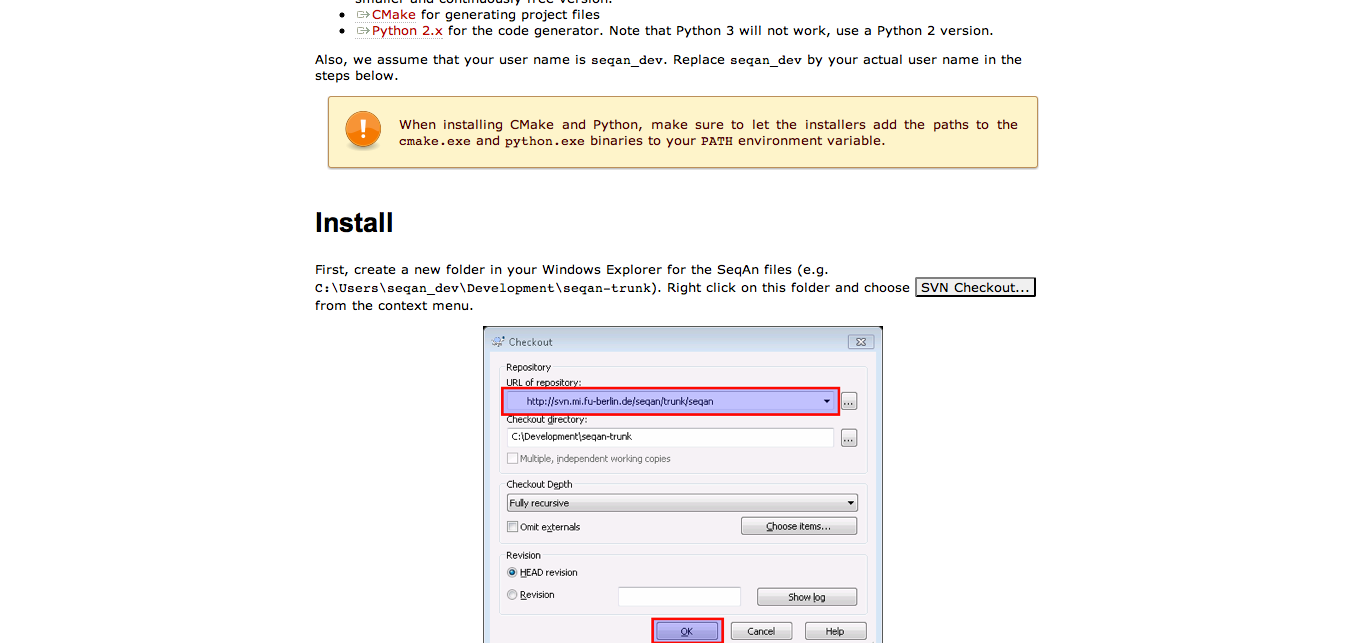 smaller and continuously free version.
CMake for generating project files
Python 2.x for the code generator. Note that Python 3 will not work, use a Python 2 version.
Also, we assume that your user name is seqan_dev. Replace seqan_dev by your actual user name in the
steps below.
When installing CMake and Python, make sure to let the installers add the paths to the
cmake.exe and python.exe binaries to your PATH environment variable.
Install
First, create a new folder in your Windows Explorer for the SeqAn files (e.g.
C:\Users\seqan_dev\Development\seqan-trunk). Right click on this folder and choose SVN Checkout...
from the context menu.
Checkout
Repository
URL of repository:
http://svn.mi.fu-berlin.de/seqan/trunk/seqan
...
Checkout directory:
C:\Development\seqan-trunk
...
Multiple, independent working copies
Checkout Depth
Fully recursive
Omit externals
Choose items...
Revision
HEAD revision
Revision
Show log
OK
Cancel
Help